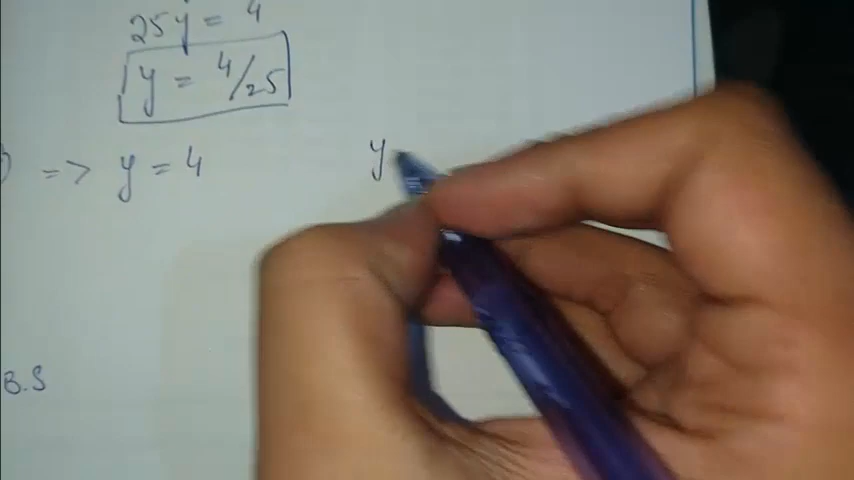 25y = 4
y = 4/25
) => y = 4 y
B.S